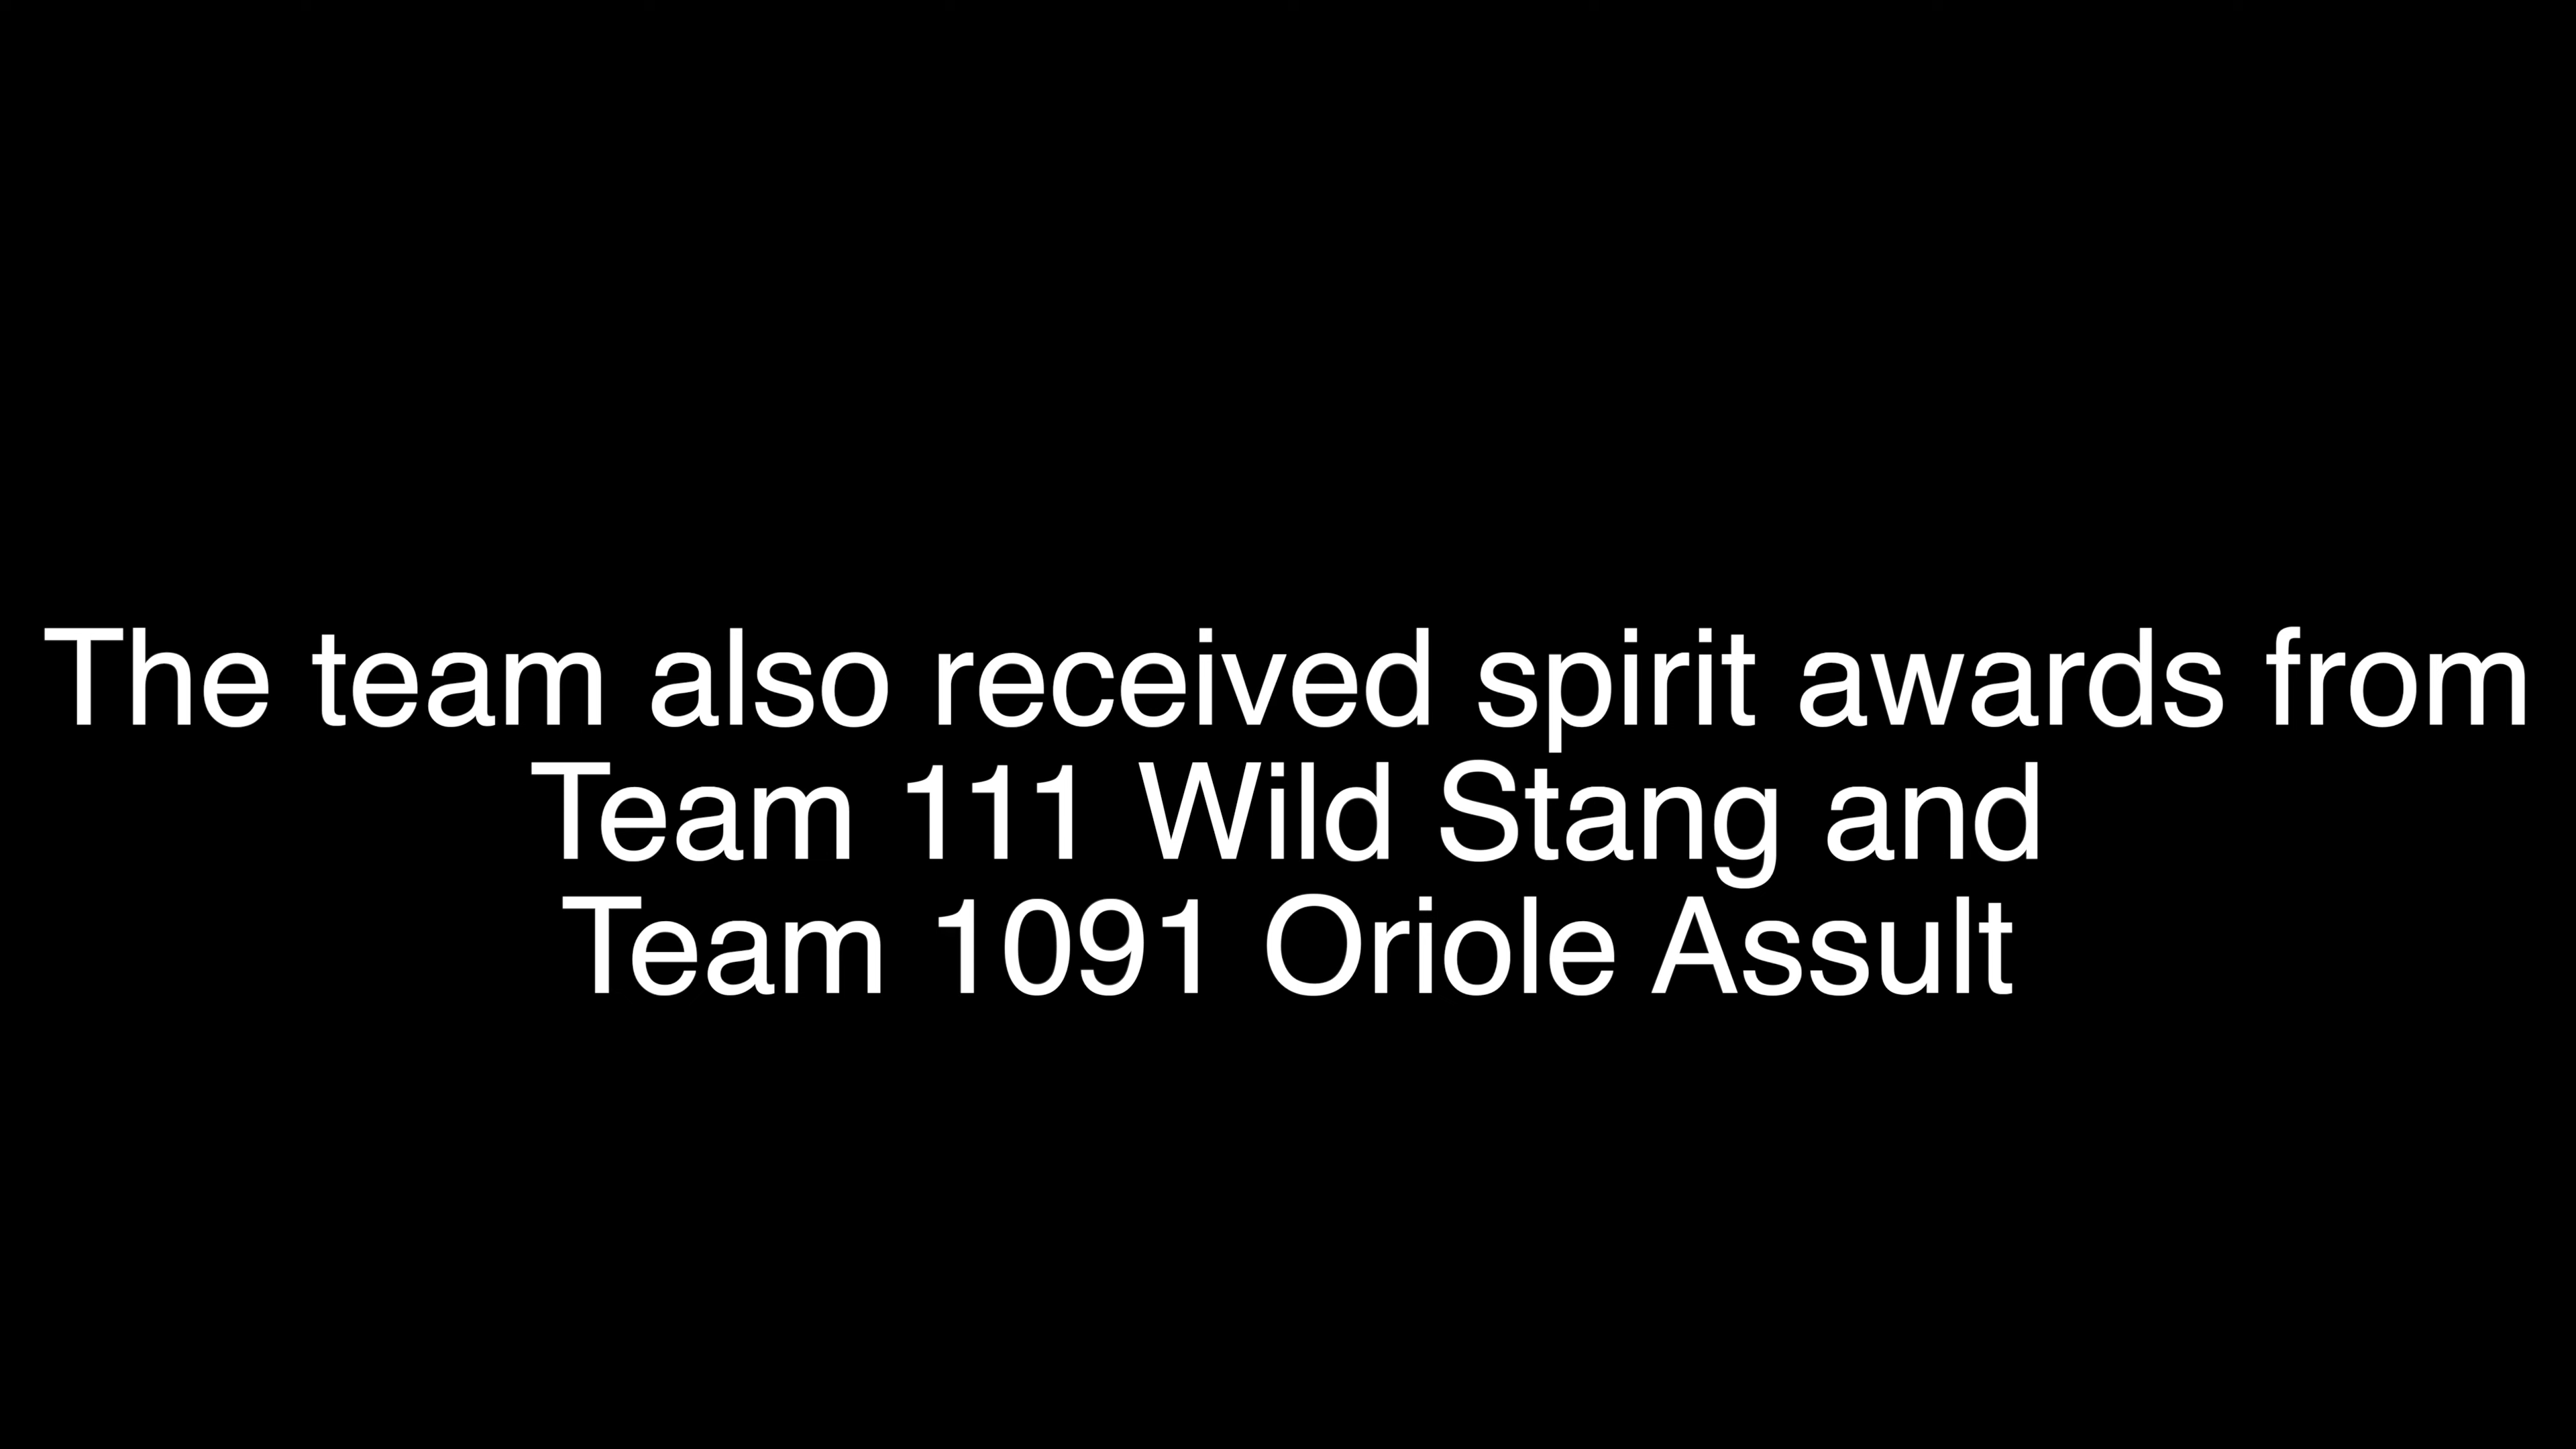 The team also received spirit awards from
Team 111 Wild Stang and
Team 1091 Oriole Assult